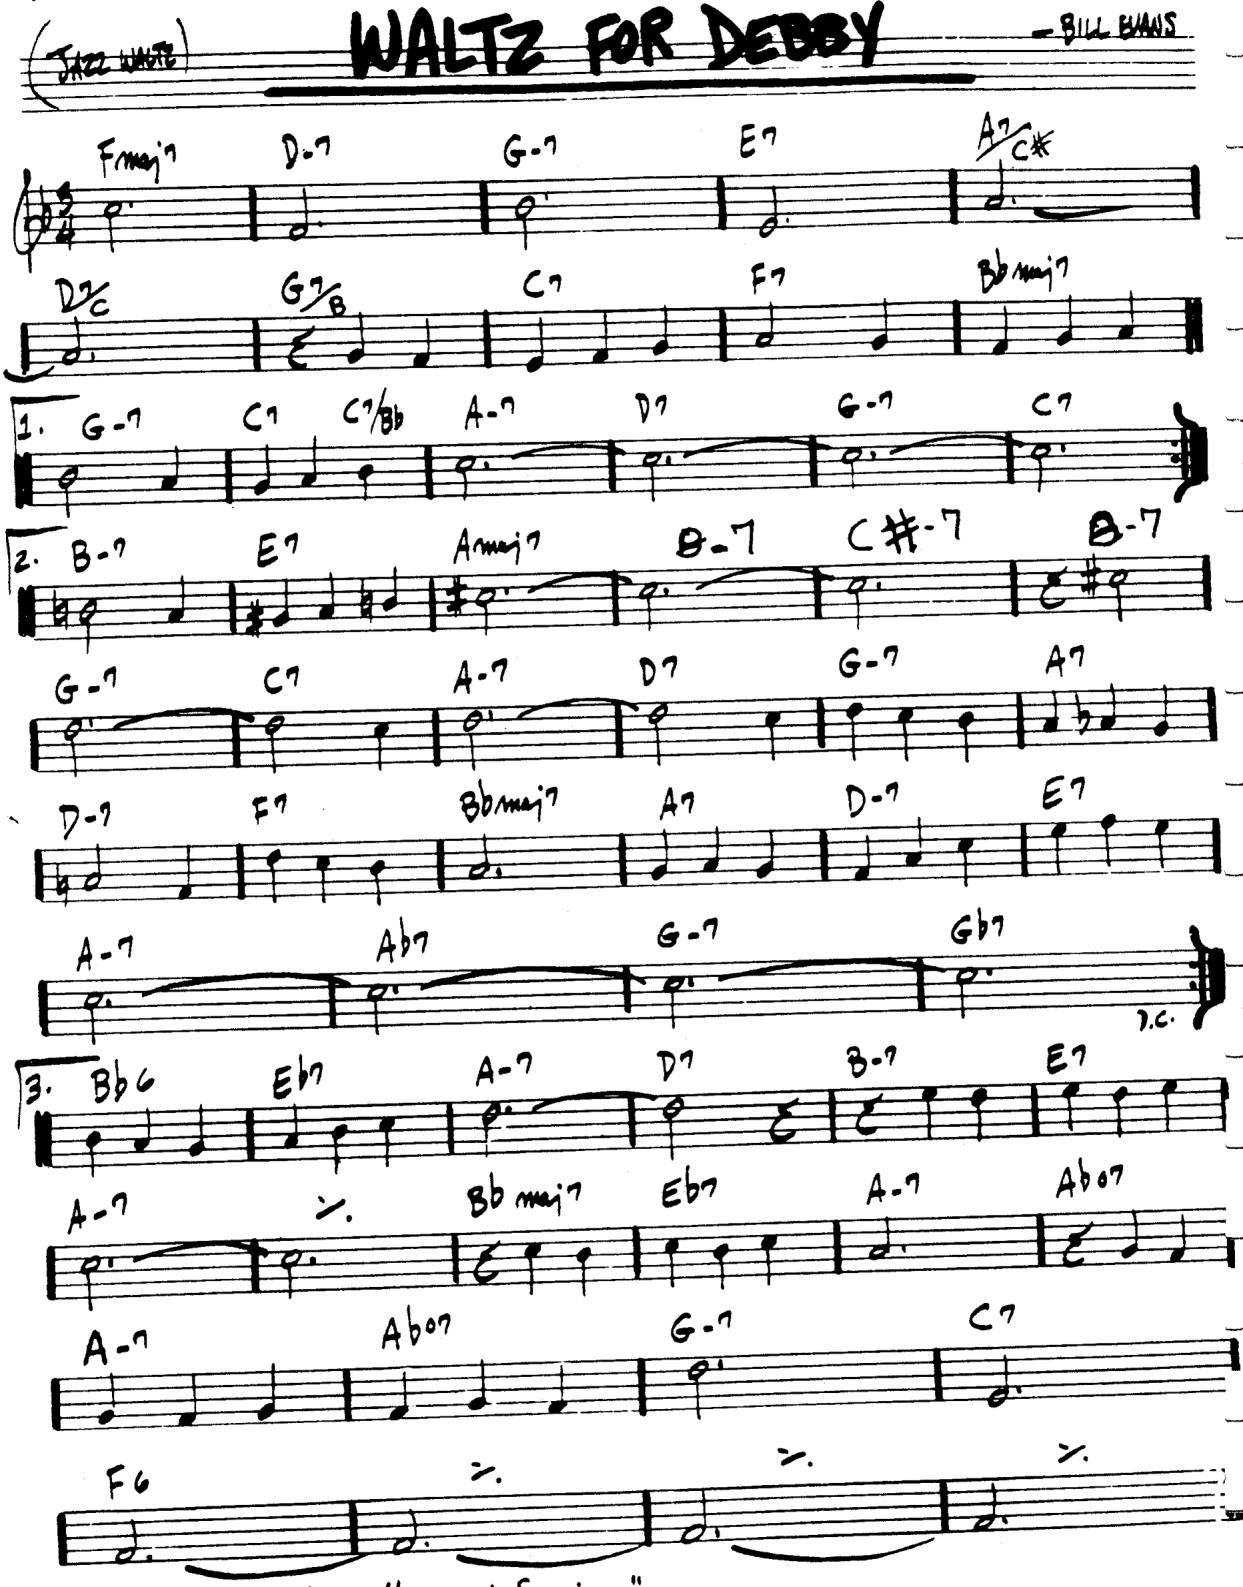 (JAZZ WALTZ) WALTZ FOR DEBBY - BILL EVANS
Fmaj7 D-7 G-7 E7 A7/C#
3/4
D7/C G7/B C7 F7 Bbmaj7
1. G-7 C7 C7/Bb A-7 D7 G-7 C7
2. B-7 E7 Amaj7 B-7 C#-7 B-7
G-7 C7 A-7 D7 G-7 A7
D-7 F7 Bbmaj7 A7 D-7 E7
A-7 Ab7 G-7 Gb7
D.C.
3. Bb6 Eb7 A-7 D7 B-7 E7
A-7 Bbmaj7 Eb7 A-7 Abo7
A-7 Abo7 G-7 C7
F6